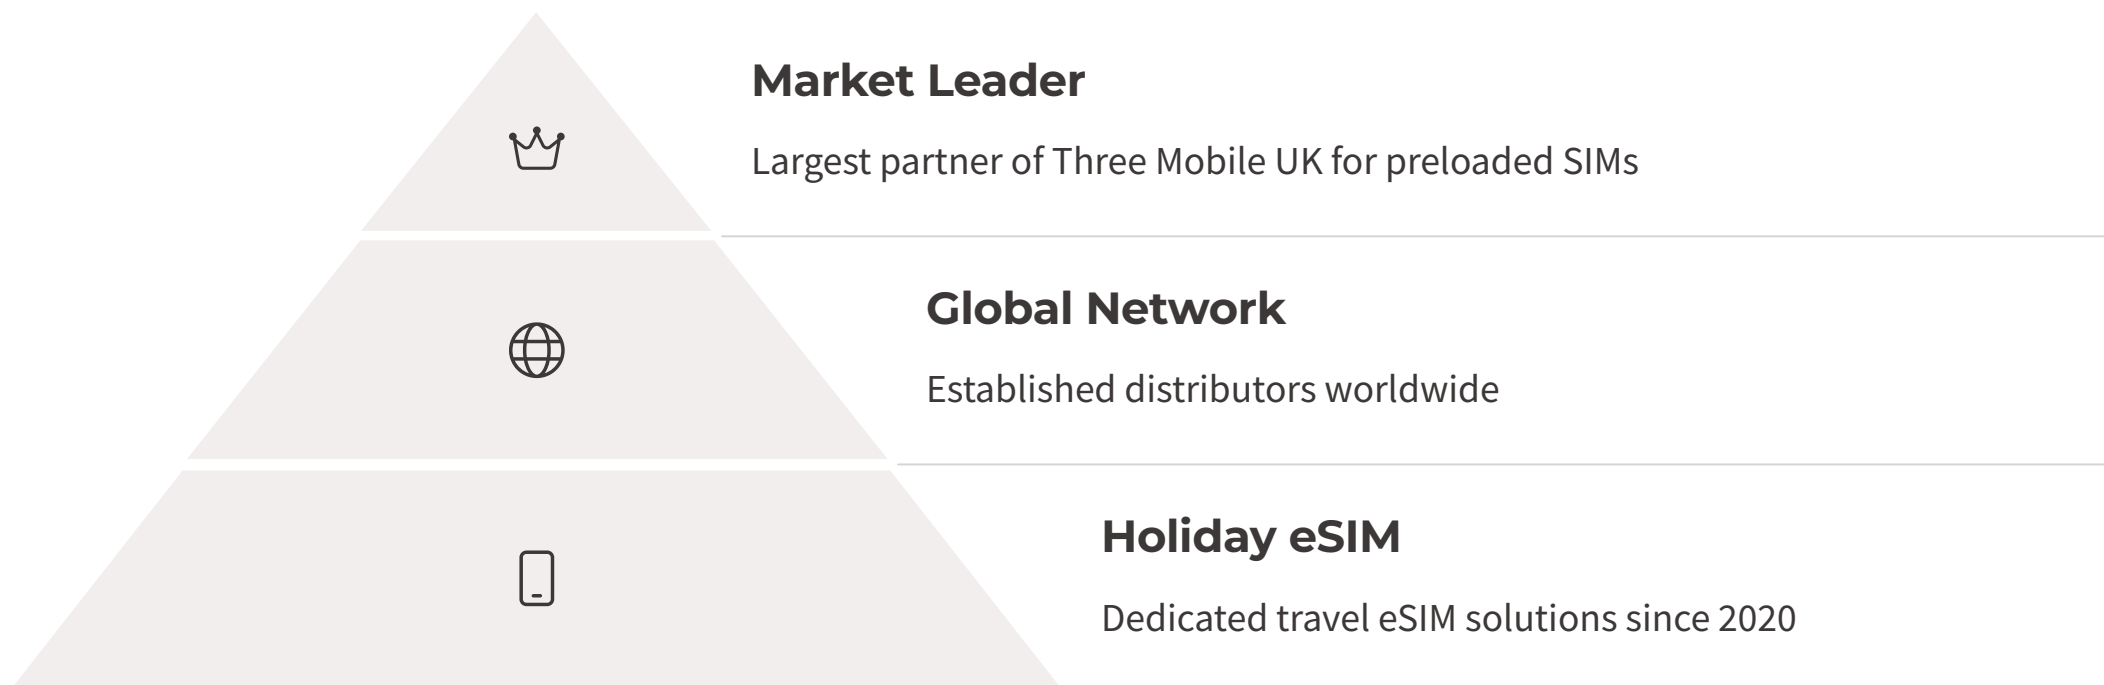 Market Leader
Largest partner of Three Mobile UK for preloaded SIMs
Global Network
Established distributors worldwide
Holiday eSIM
Dedicated travel eSIM solutions since 2020